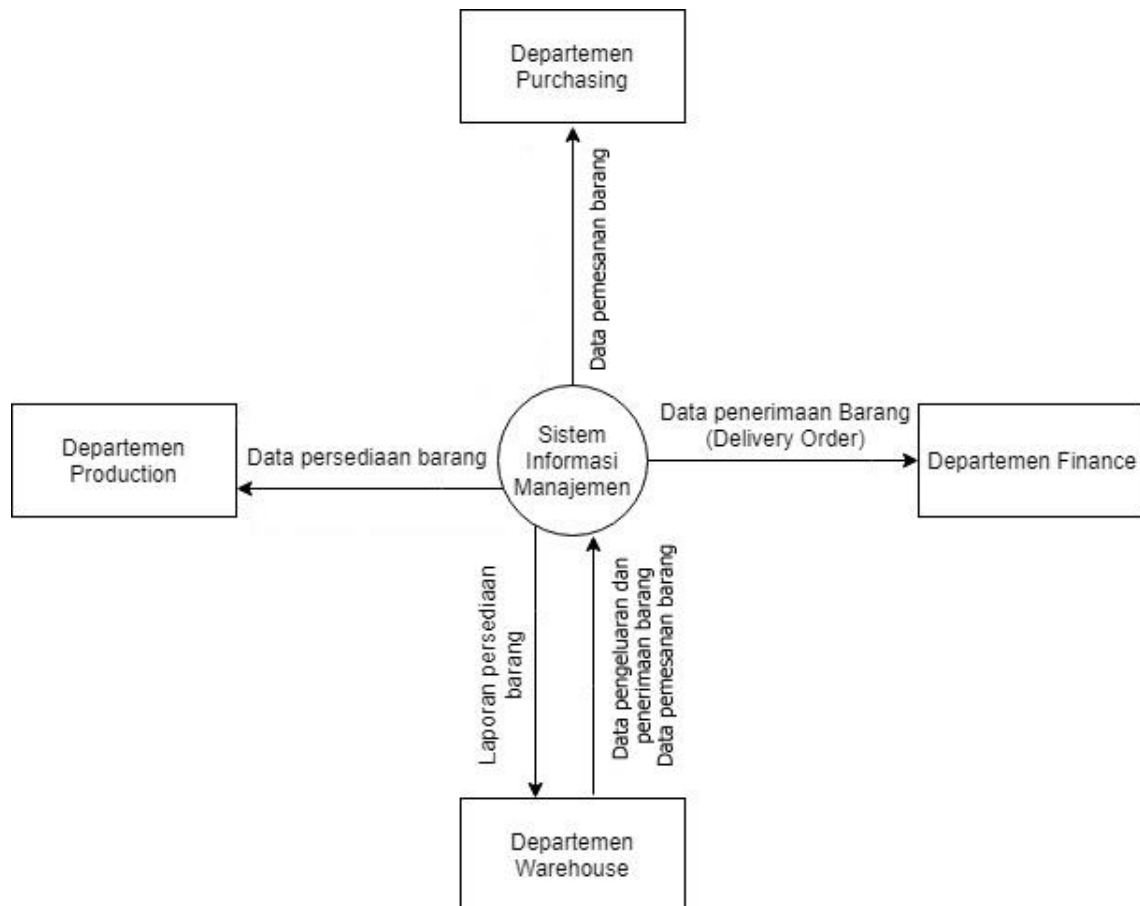 Departemen
Purchasing
Data pemesanan barang
Departemen
Production
Data persediaan barang
Sistem
Informasi
Manajemen
Data penerimaan Barang
(Delivery Order)
Departemen Finance
Laporan persediaan
barang
Data pengeluaran dan
penerimaan barang
Data pemesanan barang
Departemen
Warehouse